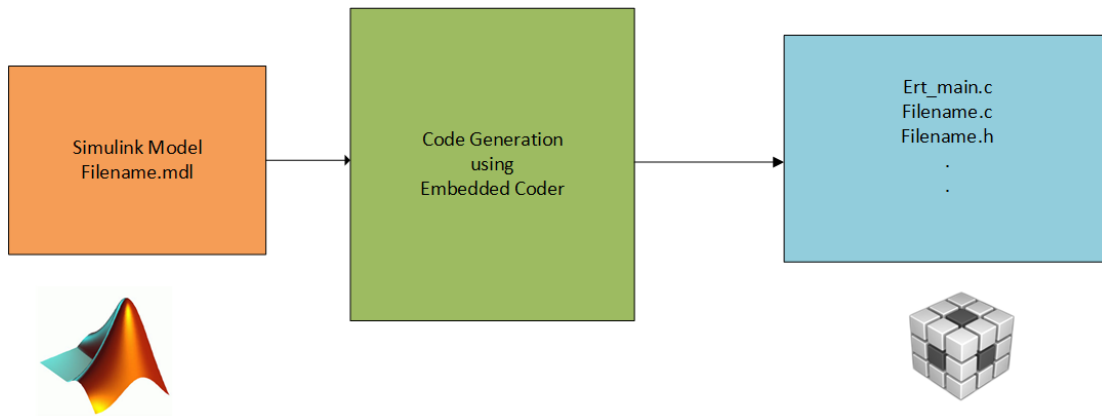 Simulink Model
Filename.mdl
Code Generation
using
Embedded Coder
Ert_main.c
Filename.c
Filename.h
.
.